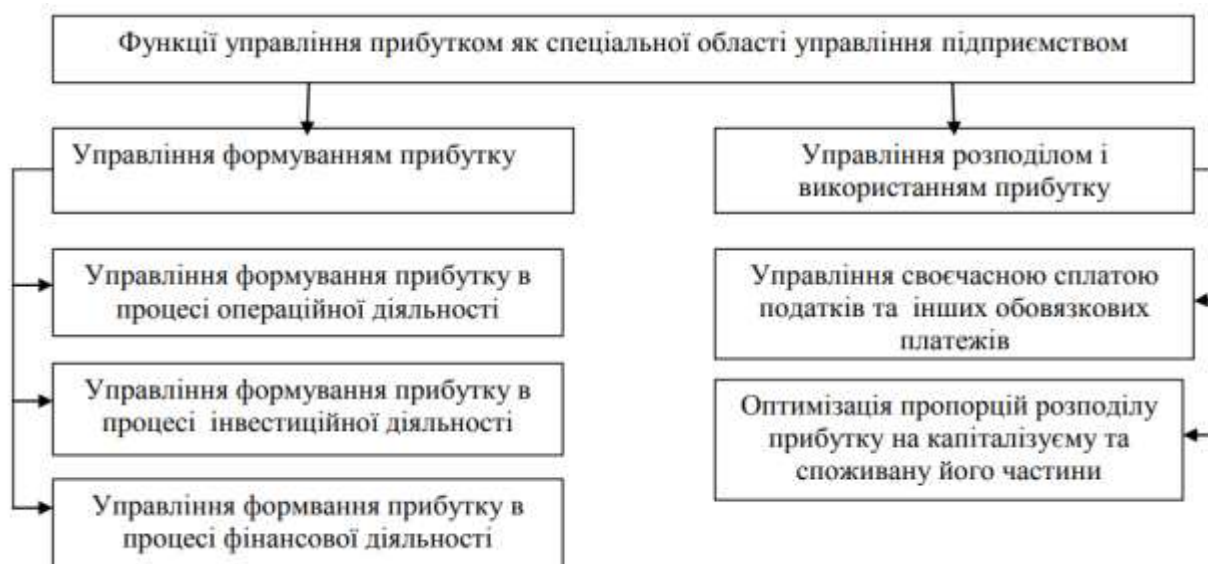 Функції управління прибутком як спеціальної області управління підприємством
Управління формуванням прибутку
Управління розподілом і
використанням прибутку
Управління формування прибутку в
процесі операційної діяльності
Управління формування прибутку в
процесі інвестиційної діяльності
Управління формвання прибутку в
процесі фінансової діяльності
Управління своєчасною сплатою
податків та інших обовязкових
платежів
Оптимізація пропорцій розподілу
прибутку на капіталізуєму та
споживану його частини